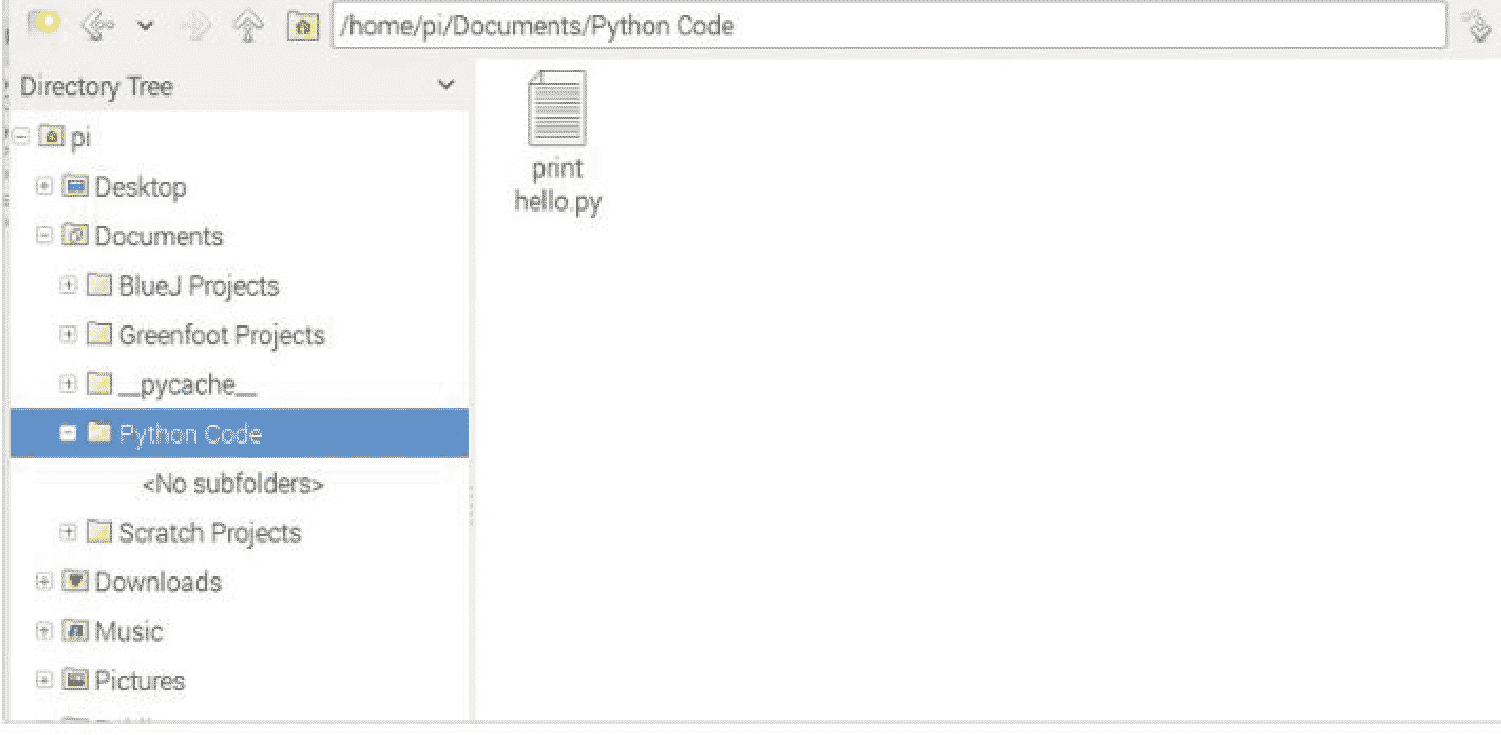 /home/pi/Documents/Python Code
Directory Tree
pi
Desktop
Documents
BlueJ Projects
Greenfoot Projects
__pycache__
Python Code
<No subfolders>
Scratch Projects
Downloads
Music
Pictures
print
hello.py